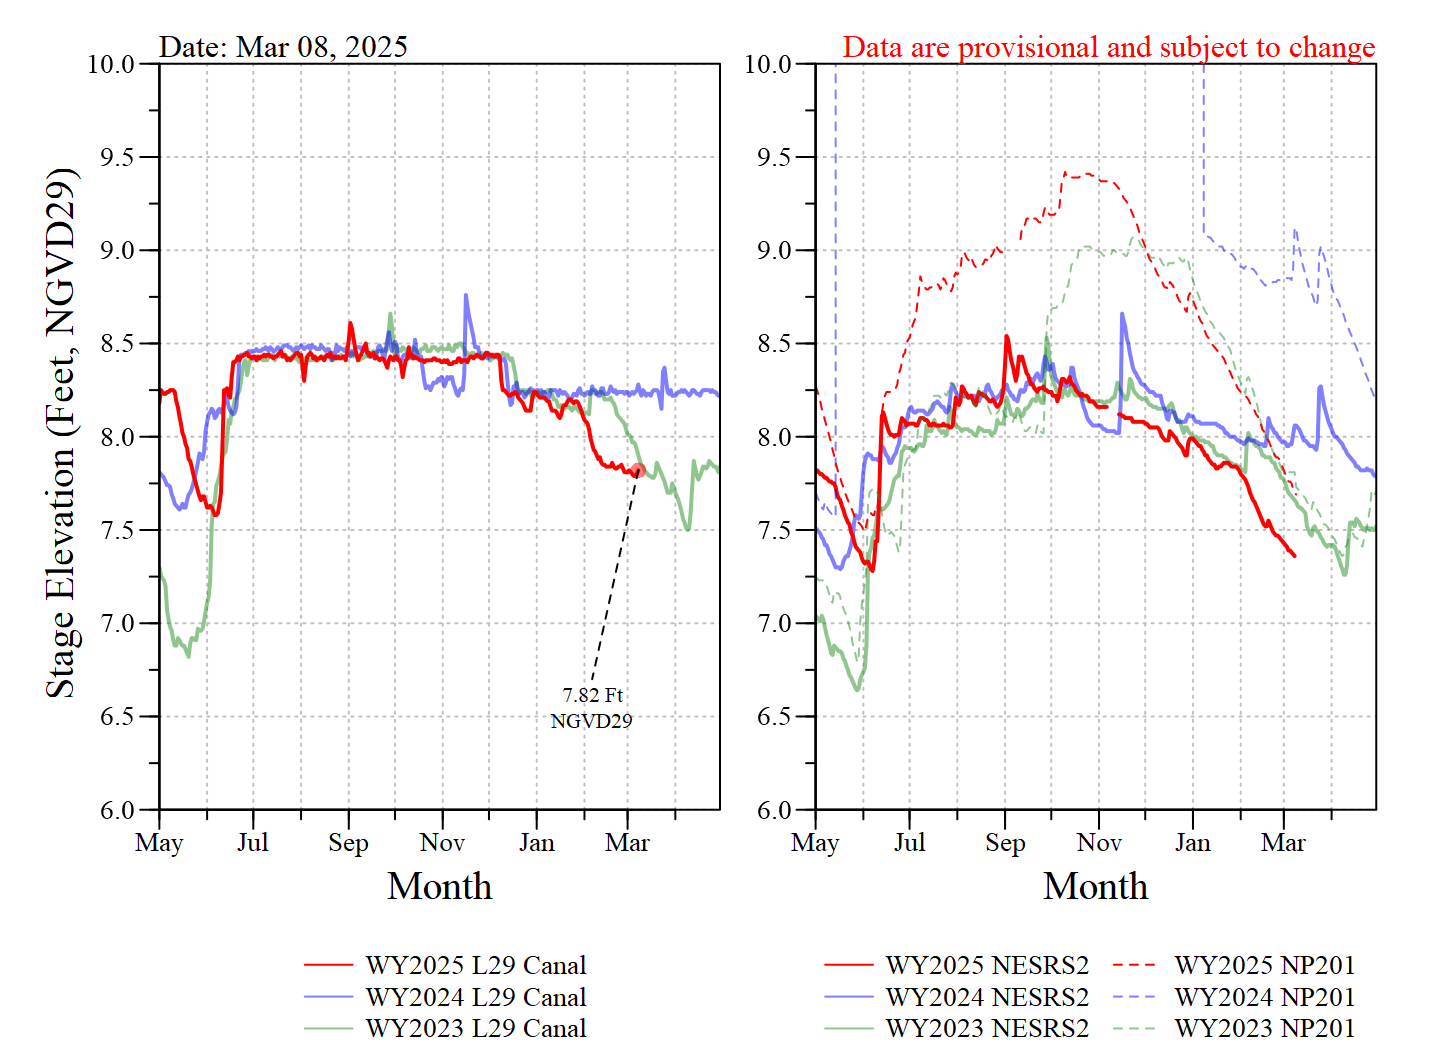 Date: Mar 08, 2025
Data are provisional and subject to change
Stage Elevation (Feet, NGVD29)
10.0
9.5
9.0
8.5
8.0
7.5
7.0
6.5
6.0
May Jul Sep Nov Jan Mar
Month
7.82 Ft
NGVD29
10.0
9.5
9.0
8.5
8.0
7.5
7.0
6.5
6.0
May Jul Sep Nov Jan Mar
Month
WY2025 L29 Canal
WY2024 L29 Canal
WY2023 L29 Canal
WY2025 NESRS2 WY2025 NP201
WY2024 NESRS2 WY2024 NP201
WY2023 NESRS2 WY2023 NP201